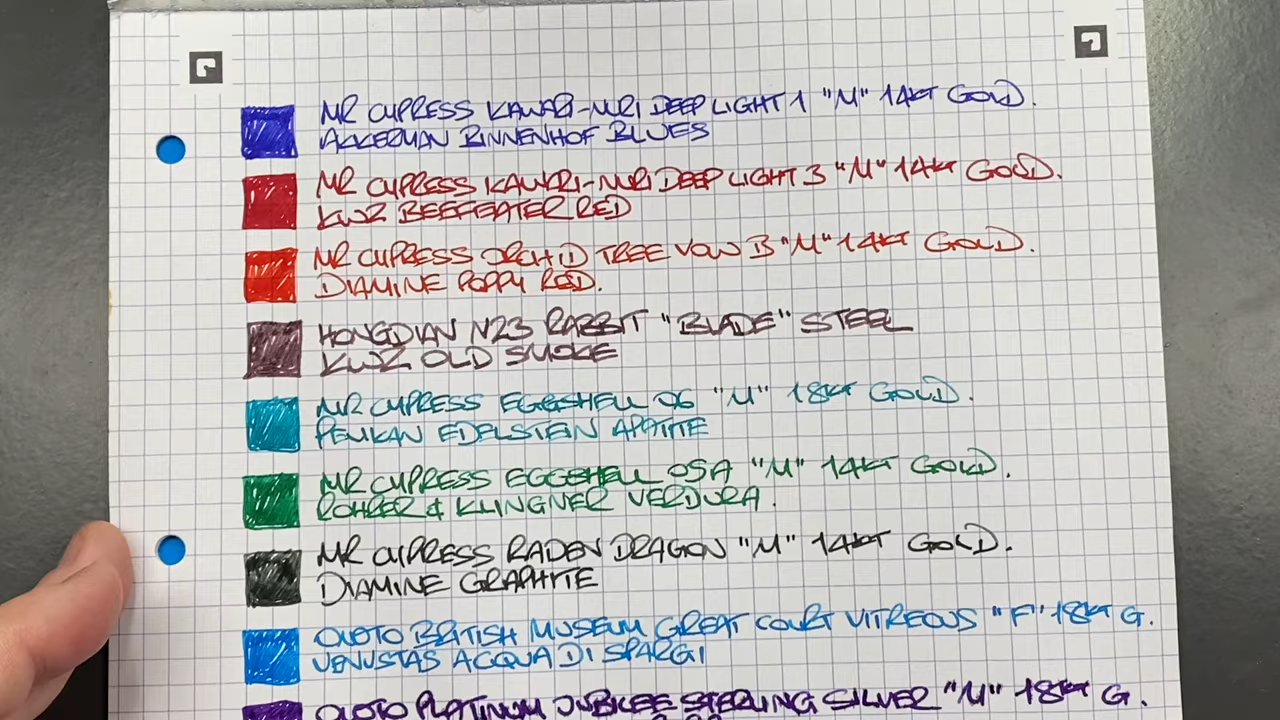 MR CYPRESS KAWARI-NURI DEEP LIGHT 1 "M" 14kt GOLD.
AKKERMAN BINNENHOF BLUES
MR CYPRESS KAWARI-NURI DEEP LIGHT 3 "M" 14kt GOLD.
KWZ BEEFEATER RED
MR CYPRESS ORCHID TREE VOW B "M" 14kt GOLD.
DIAMINE POPPY RED.
HONGDIAN N23 RABBIT "BLADE" STEEL
KWZ OLD SMOKE
MR CYPRESS EGGSHELL 06 "M" 18kt GOLD.
PELIKAN EDELSTEIN APATITE
MR CYPRESS EGGSHELL 05A "M" 14kt GOLD.
ROHRER & KLINGNER VERDURA.
MR CYPRESS RADEN DRAGON "M" 14kt GOLD.
DIAMINE GRAPHITE
ONOTO BRITISH MUSEUM GREAT COURT VITREOUS "F" 18kt G.
VENUSTAS ACQUA DI SPARGI
ONOTO PLATINUM JUBILEE STERLING SILVER "M" 18kt G.